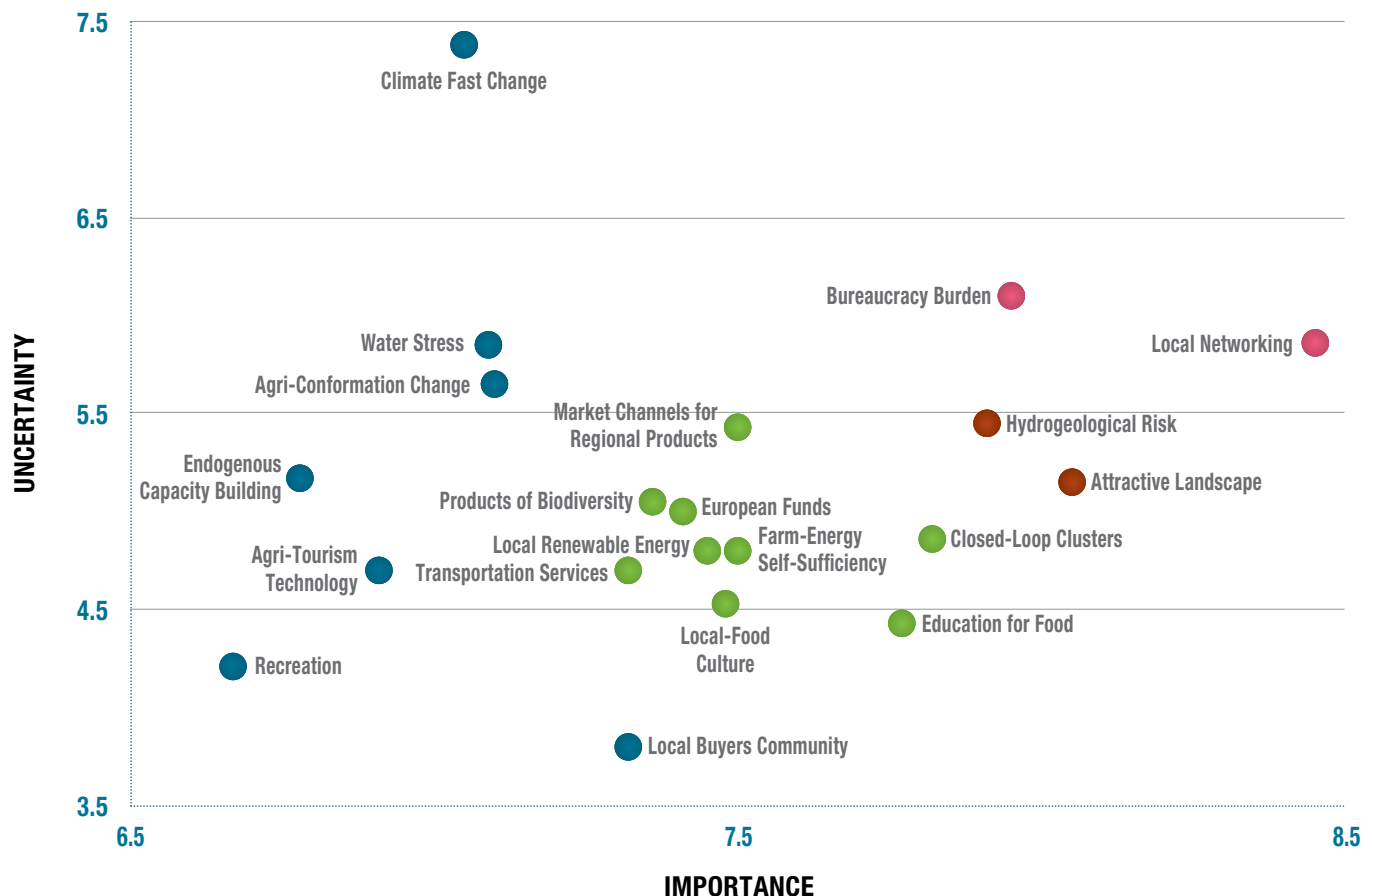 7.5
Climate Fast Change
6.5
Bureaucracy Burden
Water Stress
Local Networking
Agri-Conformation Change
5.5
Market Channels for
Regional Products
Hydrogeological Risk
UNCERTAINTY
Endogenous
Capacity Building
Attractive Landscape
Products of Biodiversity
European Funds
Local Renewable Energy
Farm-Energy
Self-Sufficiency
Closed-Loop Clusters
Agri-Tourism
Technology
Transportation Services
4.5
Local-Food
Culture
Education for Food
Recreation
Local Buyers Community
3.5
6.5
7.5
8.5
IMPORTANCE